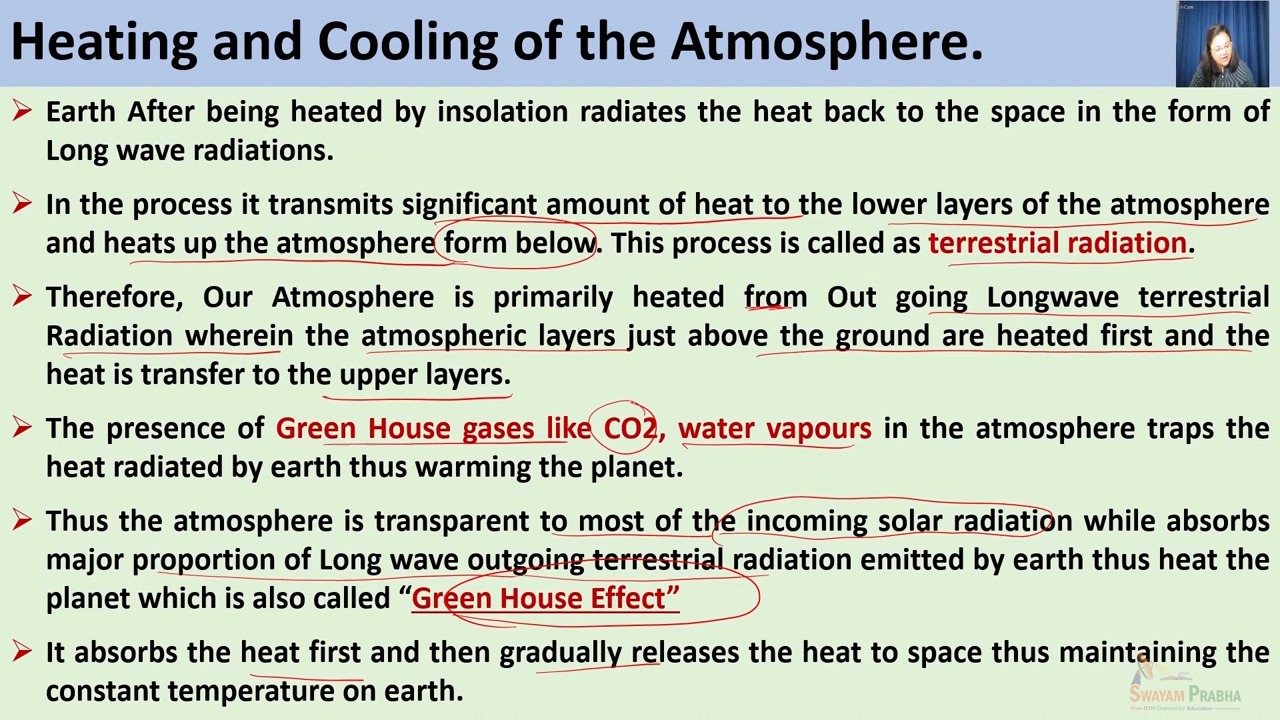 Heating and Cooling of the Atmosphere.
➢ Earth After being heated by insolation radiates the heat back to the space in the form of
Long wave radiations.
➢ In the process it transmits significant amount of heat to the lower layers of the atmosphere
and heats up the atmosphere form below. This process is called as terrestrial radiation.
➢ Therefore, Our Atmosphere is primarily heated from Out going Longwave terrestrial
Radiation wherein the atmospheric layers just above the ground are heated first and the
heat is transfer to the upper layers.
➢ The presence of Green House gases like CO2, water vapours in the atmosphere traps the
heat radiated by earth thus warming the planet.
➢ Thus the atmosphere is transparent to most of the incoming solar radiation while absorbs
major proportion of Long wave outgoing terrestrial radiation emitted by earth thus heat the
planet which is also called “Green House Effect”
➢ It absorbs the heat first and then gradually releases the heat to space thus maintaining the
constant temperature on earth.
SWAYAM PRABHA
Free DTH Channel for Education